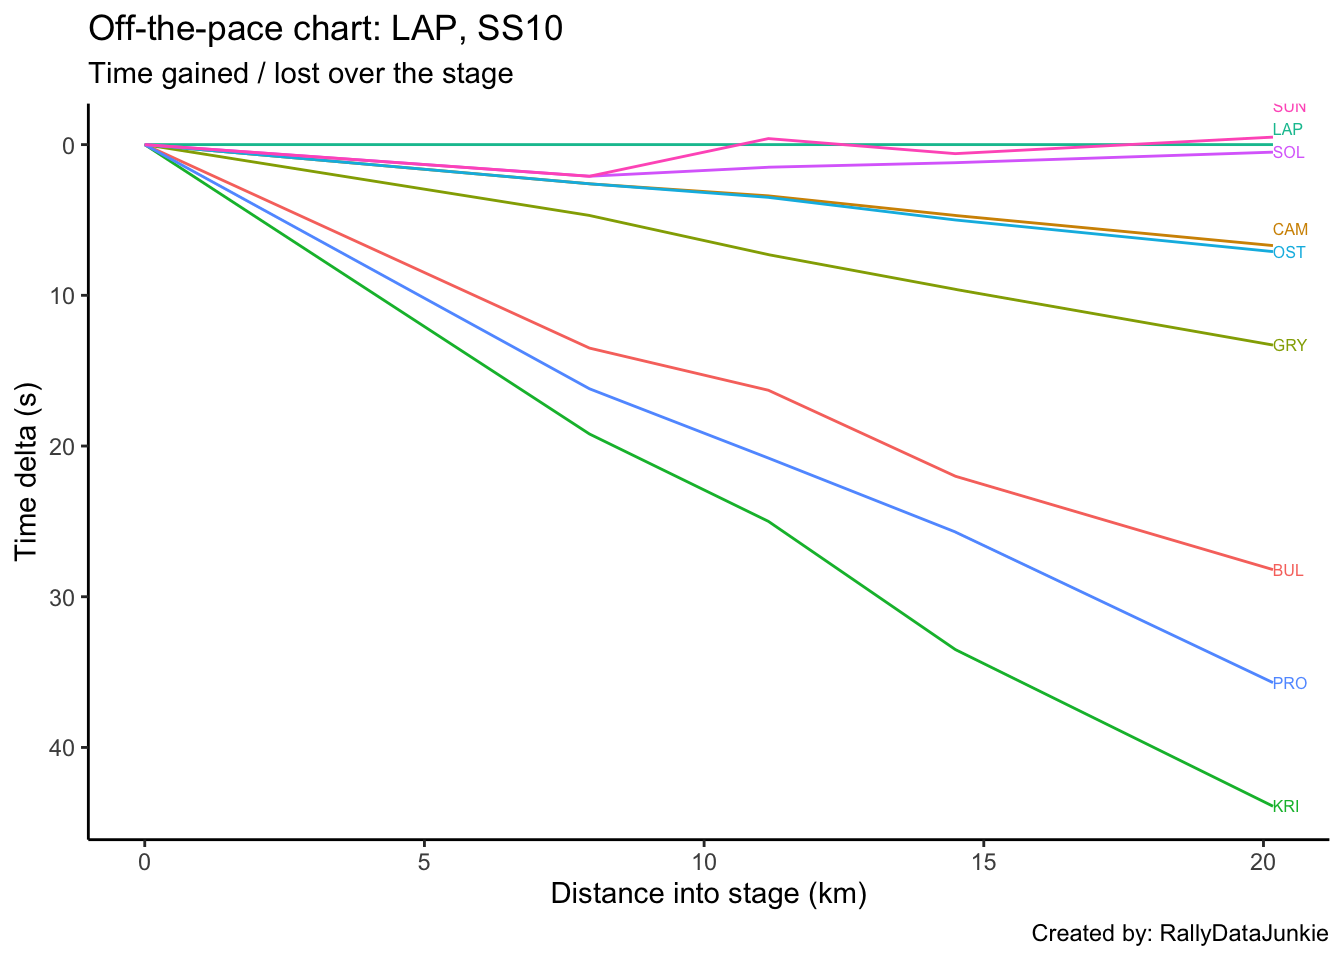 Off-the-pace chart: LAP, SS10
Time gained / lost over the stage
SUN
LAP
SOL
CAM
OST
GRY
BUL
PRO
KRI
0
10
20
30
40
Time delta (s)
0 5 10 15 20
Distance into stage (km)
Created by: RallyDataJunkie